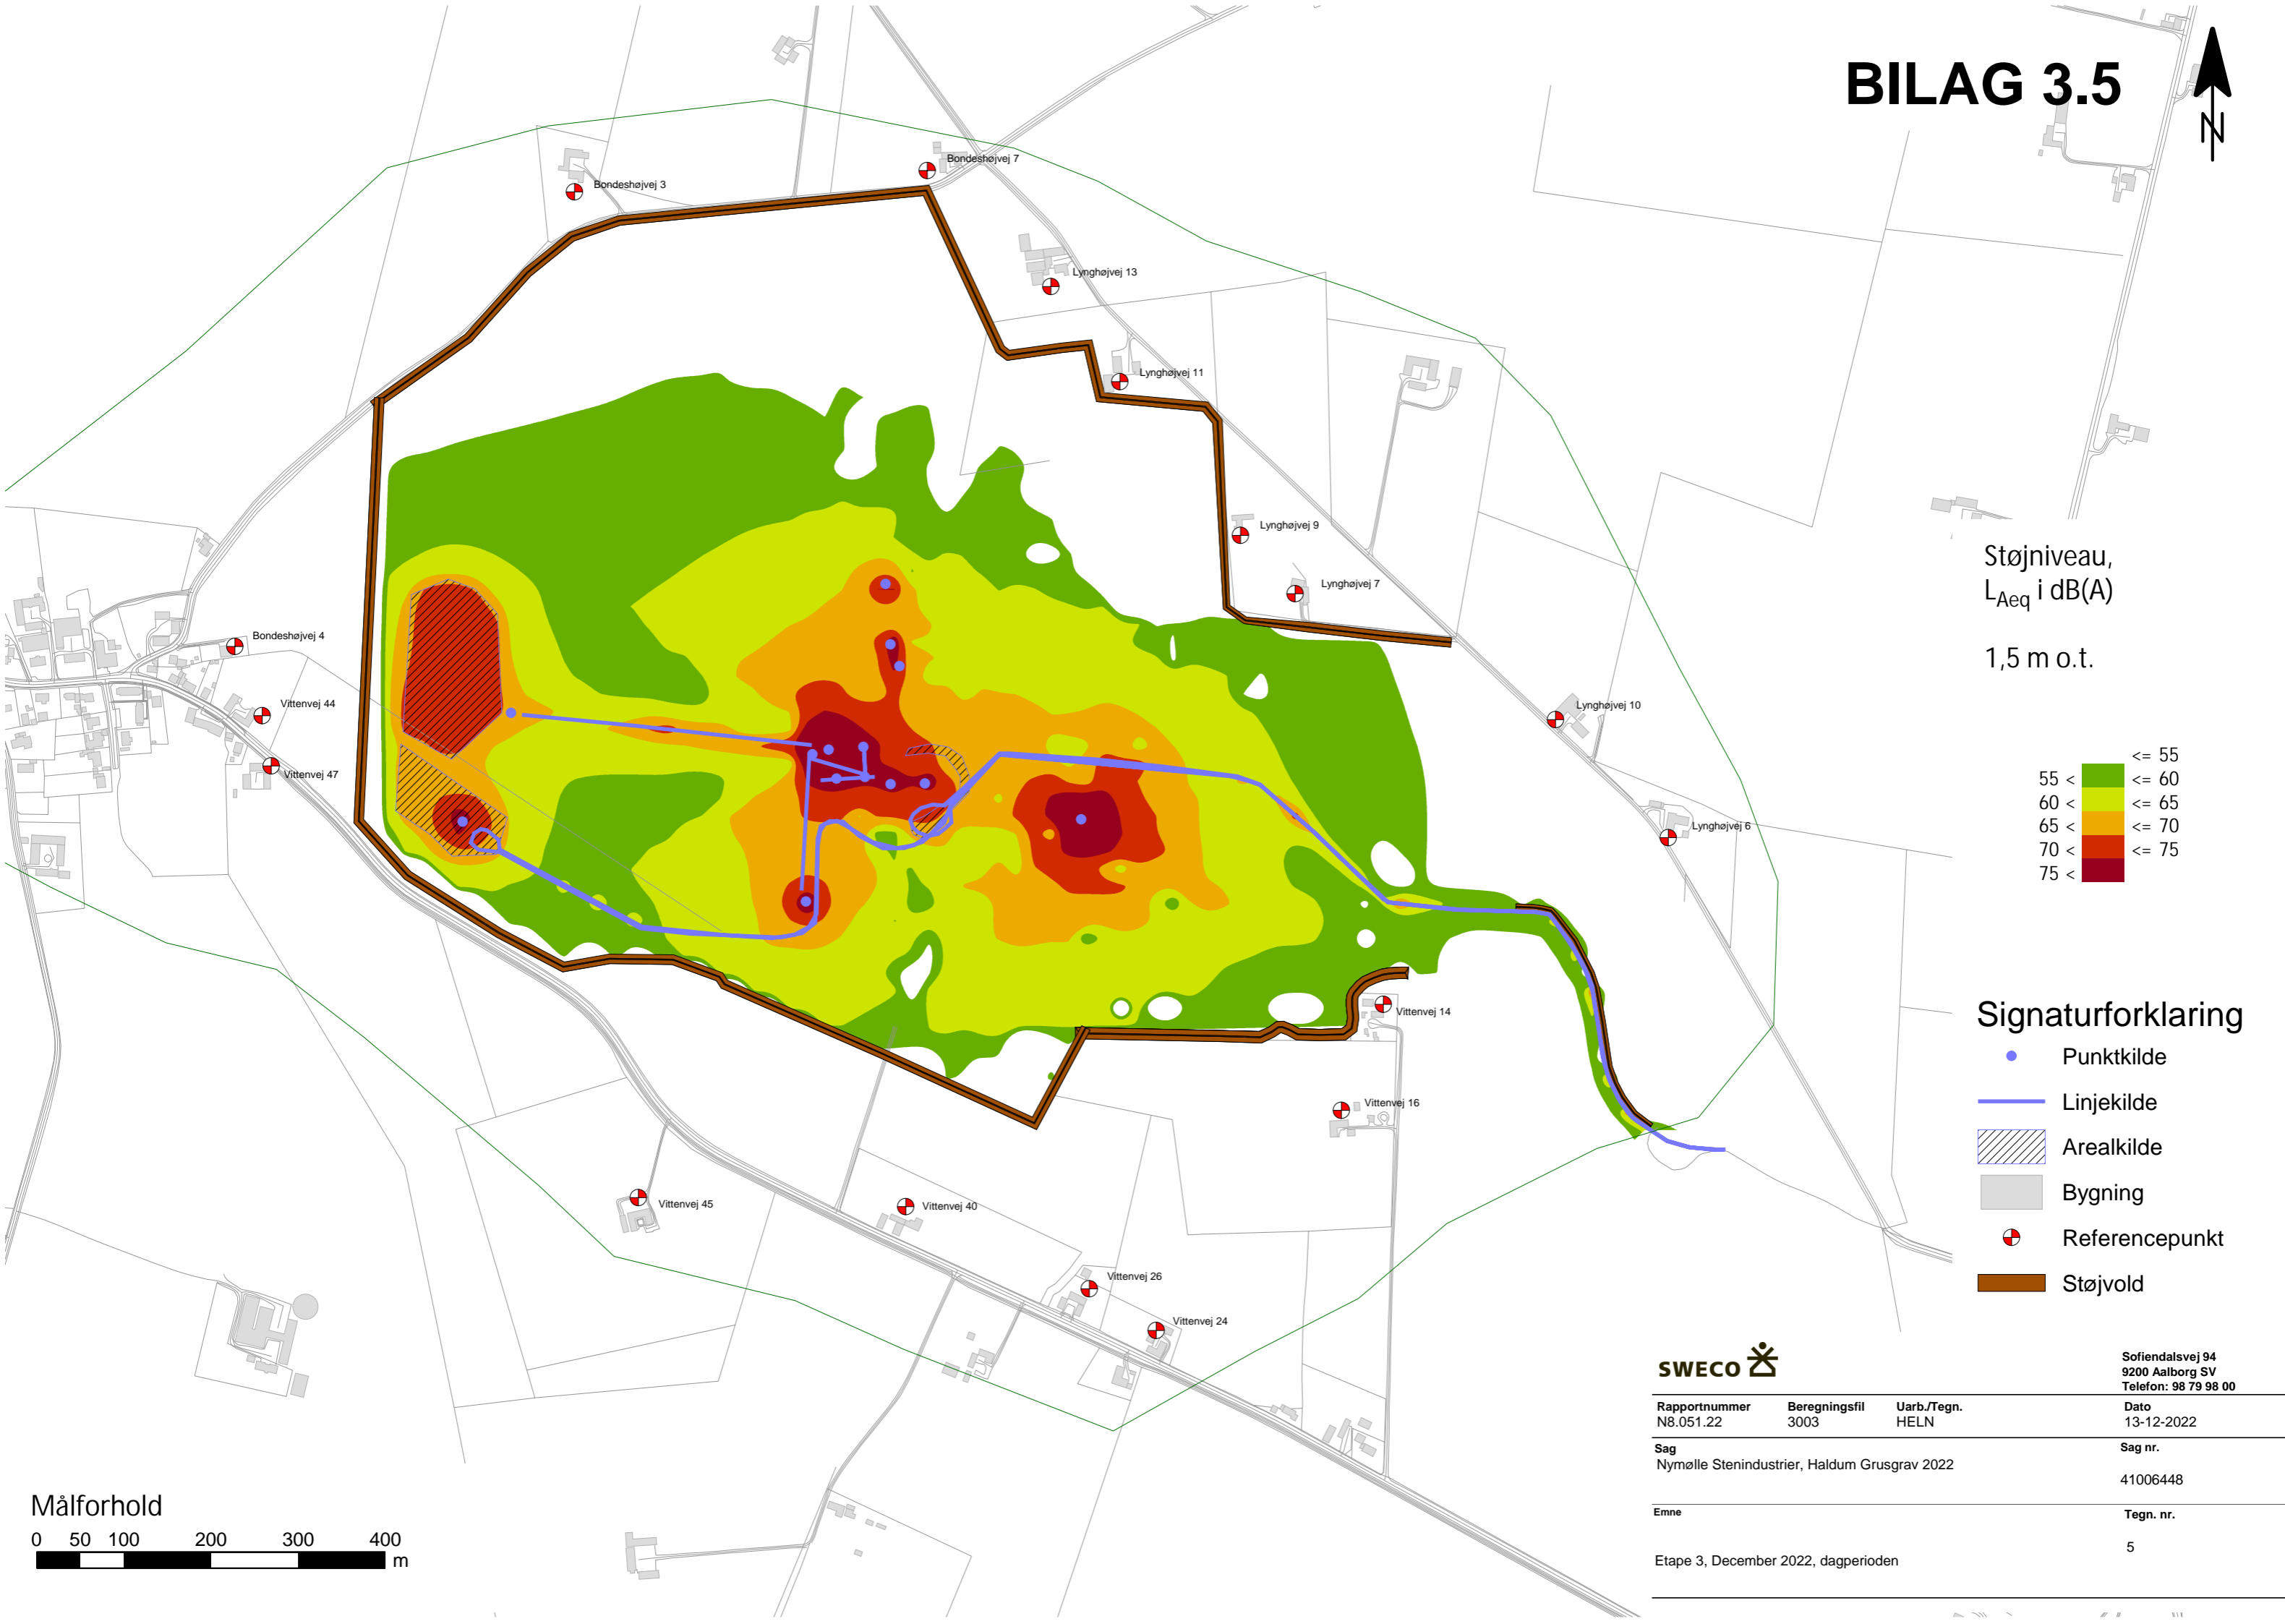 BILAG 3.5
N
Bondeshøjvej 7
Bondeshøjvej 3
Lynghøjvej 13
Lynghøjvej 11
Lynghøjvej 9
Lynghøjvej 7
Bondeshøjvej 4
Vittenvej 44
Vittenvej 47
Lynghøjvej 10
Lynghøjvej 6
Vittenvej 14
Vittenvej 16
Vittenvej 45
Vittenvej 40
Vittenvej 26
Vittenvej 24
Støjniveau,
LAeq i dB(A)
1,5 m o.t.
<= 55
55 < <= 60
60 < <= 65
65 < <= 70
70 < <= 75
75 <
Signaturforklaring
Punktkilde
Linjekilde
Arealkilde
Bygning
Referencepunkt
Støjvold
SWECO
Sofiendalsvej 94
9200 Aalborg SV
Telefon: 98 79 98 00
Rapportnummer Beregningsfil Uarb./Tegn. Dato
N8.051.22 3003 HELN 13-12-2022
Sag Sag nr.
Nymølle Stenindustrier, Haldum Grusgrav 2022
41006448
Emne Tegn. nr.
5
Etape 3, December 2022, dagperioden
Målforhold
0 50 100 200 300 400
m